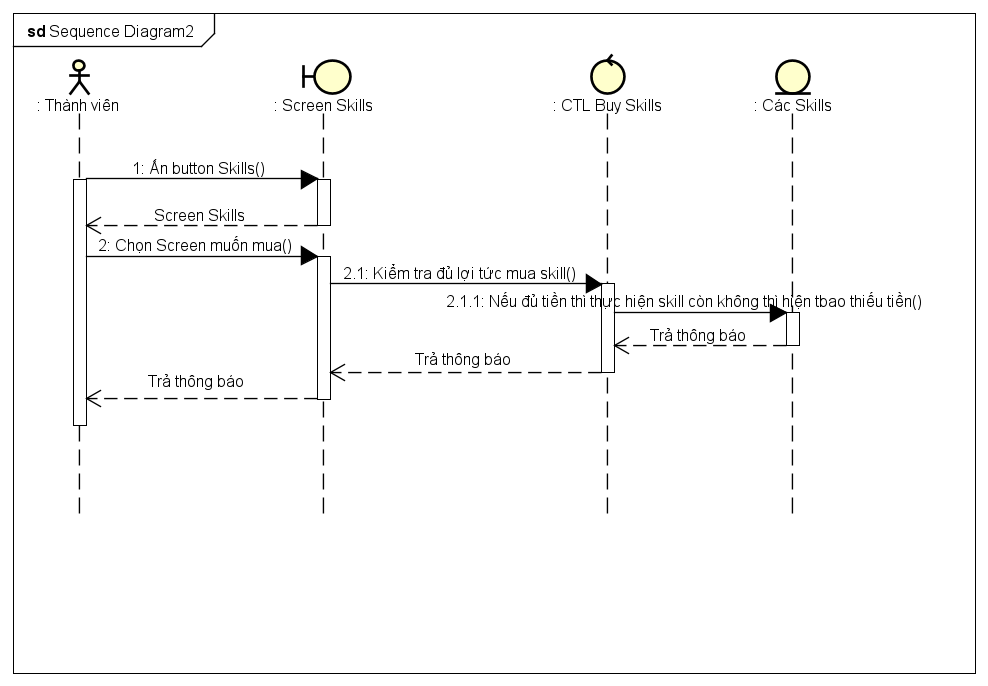 sd Sequence Diagram2
: Thành viên
: Screen Skills
: CTL Buy Skills
: Các Skills
1: Ấn button Skills()
Screen Skills
2: Chọn Screen muốn mua()
2.1: Kiểm tra đủ lợi tức mua skill()
2.1.1: Nếu đủ tiền thì thực hiện skill còn không thì hiện tbao thiếu tiền()
Trả thông báo
Trả thông báo
Trả thông báo